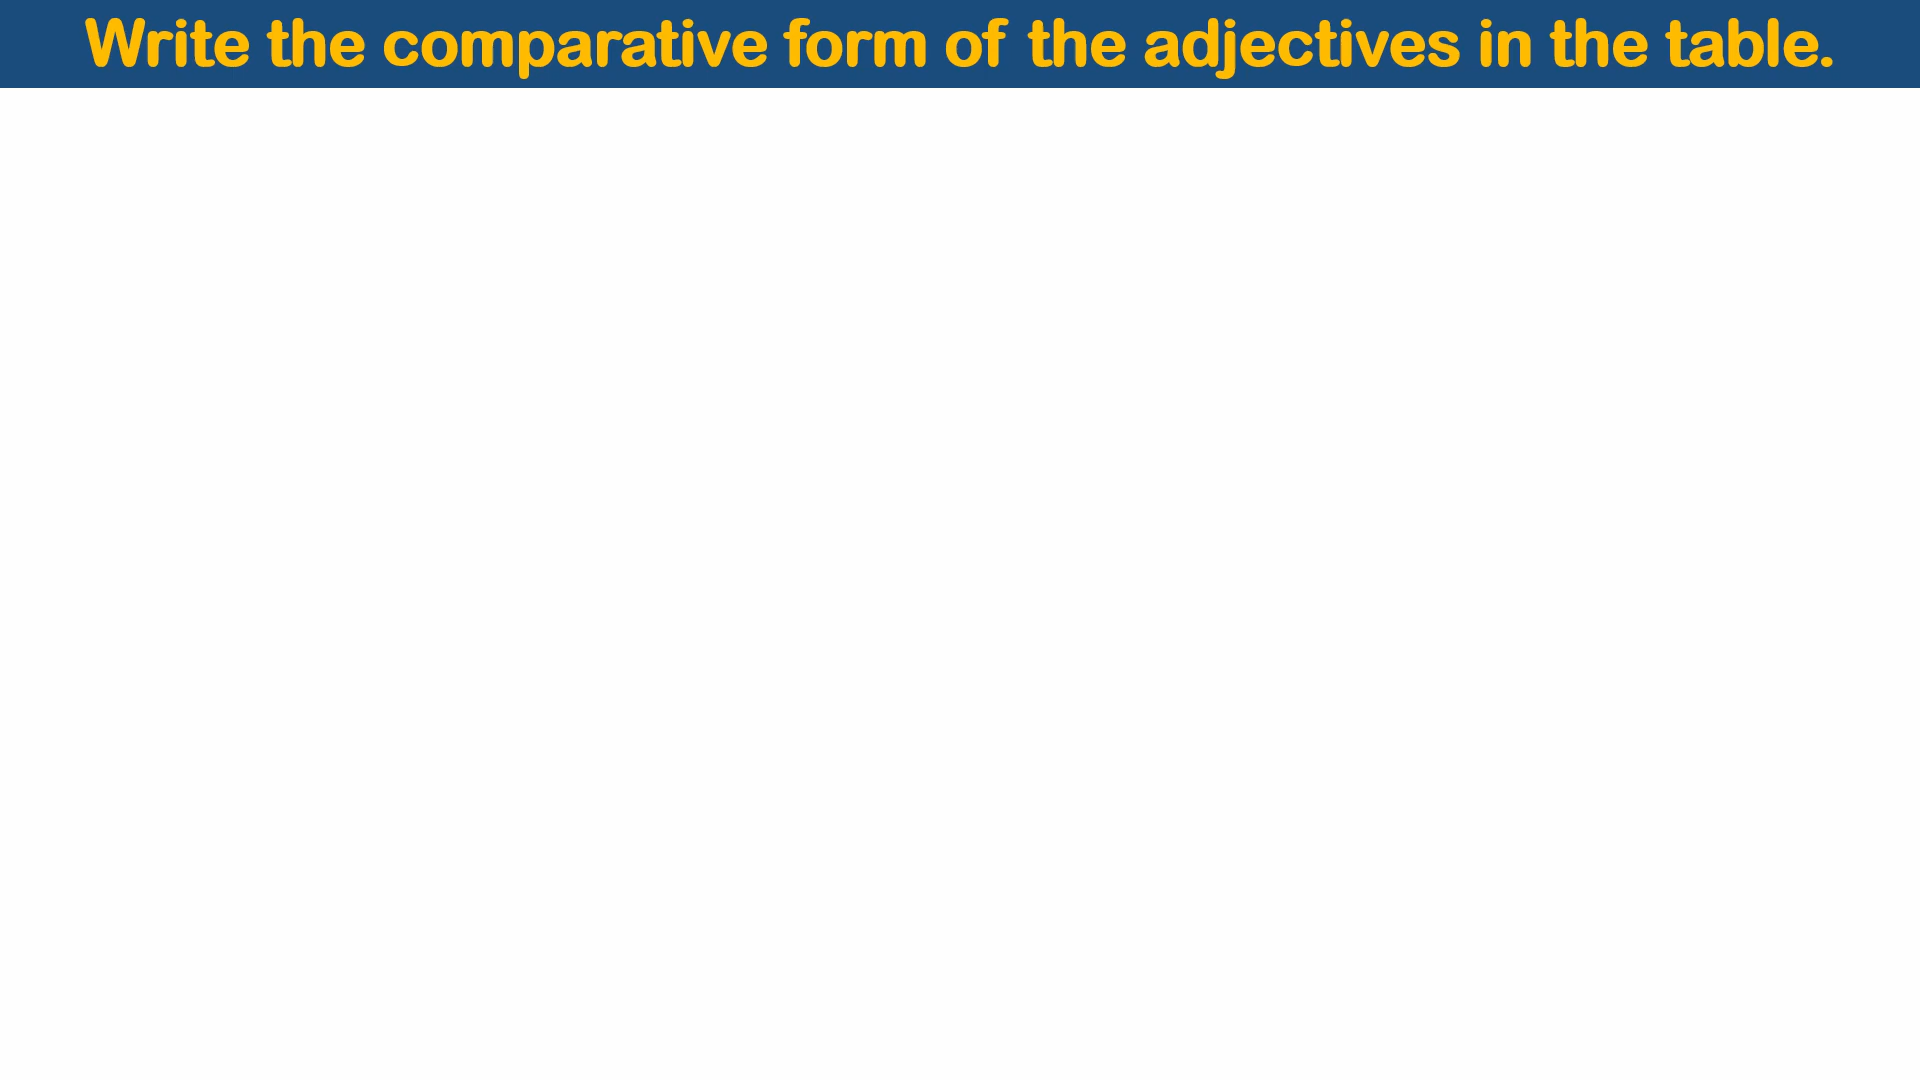 Write the comparative form of the adjectives in the table.